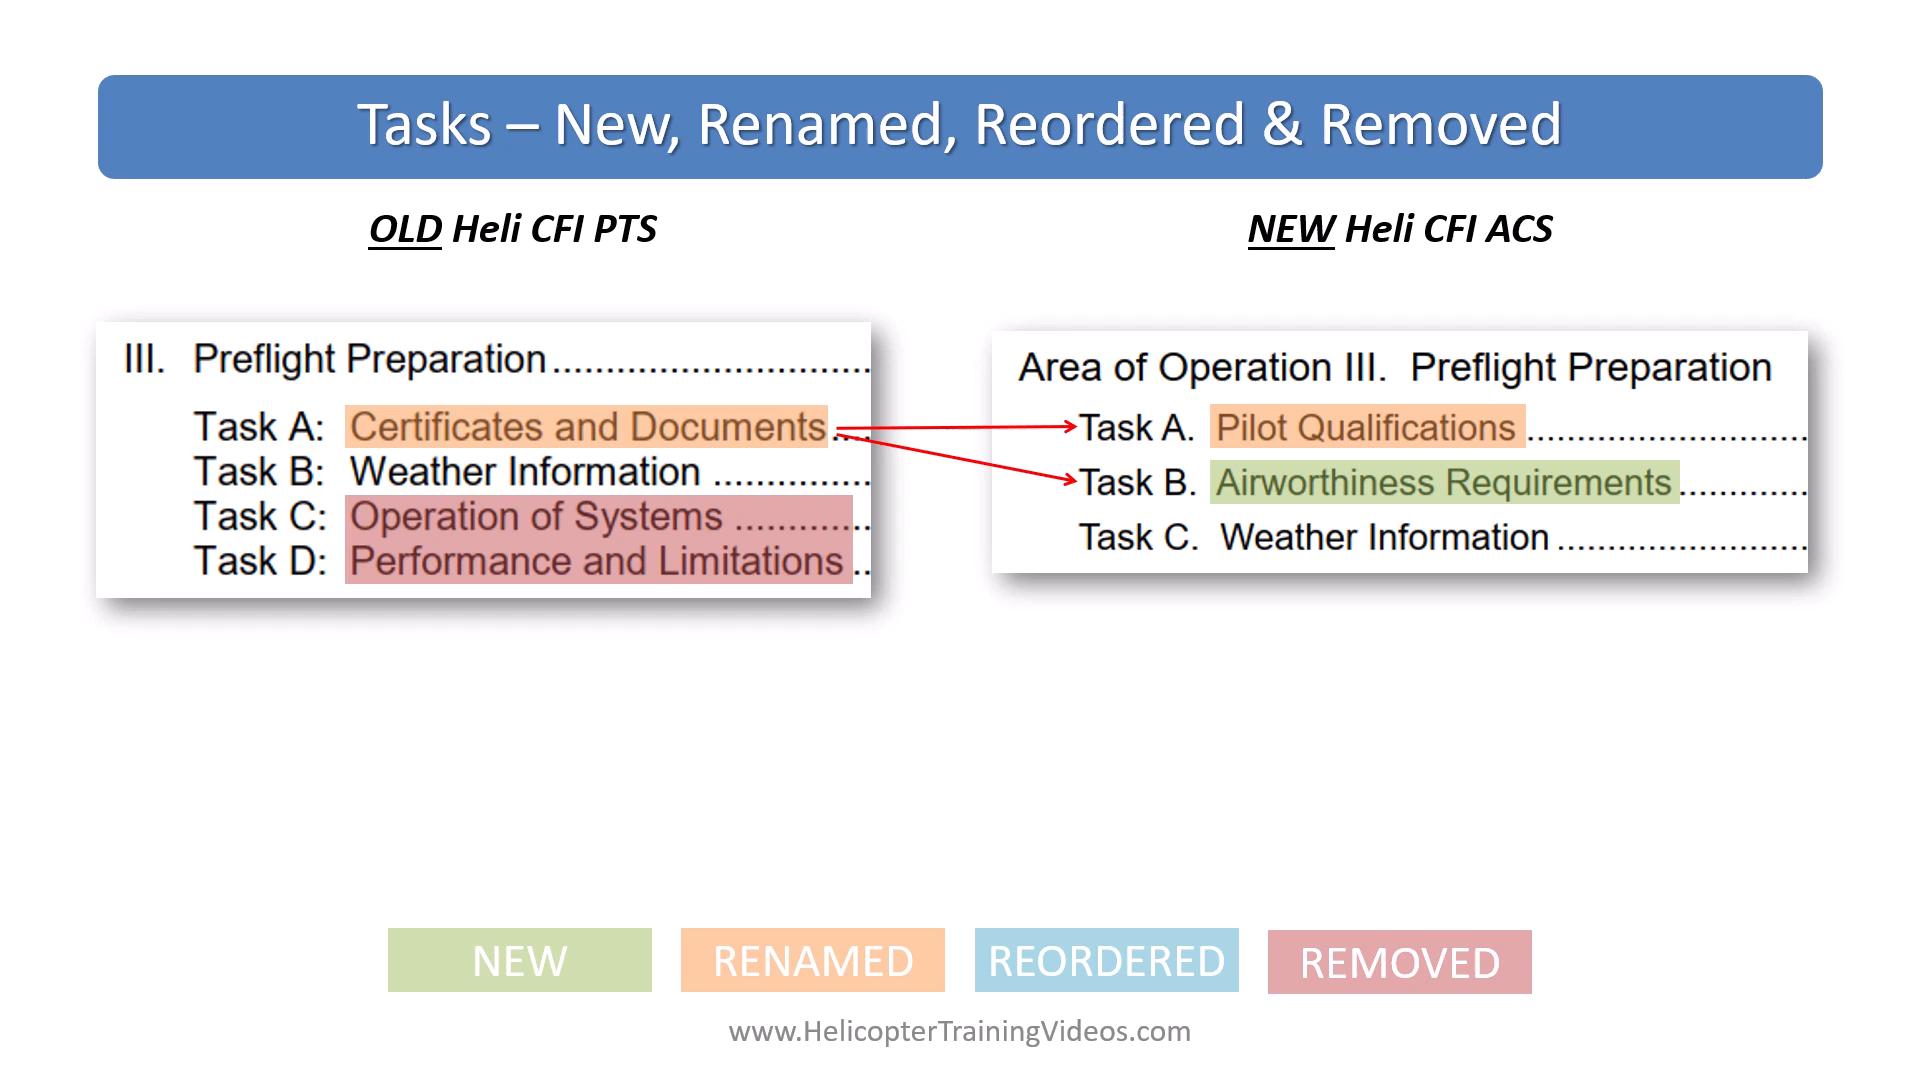 Tasks – New, Renamed, Reordered & Removed
OLD Heli CFI PTS
III. Preflight Preparation..............................
Task A: Certificates and Documents....
Task B: Weather Information ...............
Task C: Operation of Systems .............
Task D: Performance and Limitations ..
NEW Heli CFI ACS
Area of Operation III. Preflight Preparation
Task A. Pilot Qualifications............................
Task B. Airworthiness Requirements.............
Task C. Weather Information.........................
NEW
RENAMED
REORDERED
REMOVED
www.HelicopterTrainingVideos.com